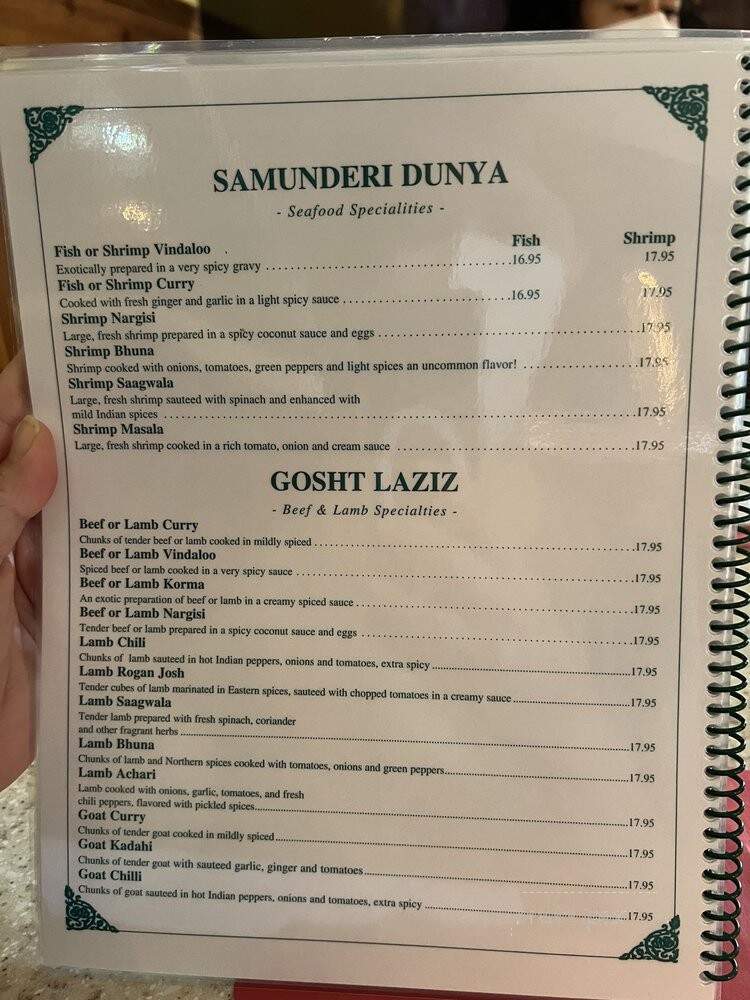 SAMUNDERI DUNYA
- Seafood Specialities -
Fish Shrimp
Fish or Shrimp Vindaloo
Exotically prepared in a very spicy gravy 16.95 17.95
Fish or Shrimp Curry
Cooked with fresh ginger and garlic in a light spicy sauce 16.95 17.95
Shrimp Nargisi
Large, fresh shrimp prepared in a spicy coconut sauce and eggs 17.95
Shrimp Bhuna
Shrimp cooked with onions, tomatoes, green peppers and light spices an uncommon flavor! 17.95
Shrimp Saagwala
Large, fresh shrimp sauteed with spinach and enhanced with
mild Indian spices 17.95
Shrimp Masala
Large, fresh shrimp cooked in a rich tomato, onion and cream sauce 17.95
GOSHT LAZIZ
- Beef & Lamb Specialties -
Beef or Lamb Curry
Chunks of tender beef or lamb cooked in mildly spiced 17.95
Beef or Lamb Vindaloo
Spiced beef or lamb cooked in a very spicy sauce 17.95
Beef or Lamb Korma
An exotic preparation of beef or lamb in a creamy spiced sauce 17.95
Beef or Lamb Nargisi
Tender beef or lamb prepared in a spicy coconut sauce and eggs 17.95
Lamb Chili
Chunks of lamb sauteed in hot Indian peppers, onions and tomatoes, extra spicy 17.95
Lamb Rogan Josh
Tender cubes of lamb marinated in Eastern spices, sauteed with chopped tomatoes in a creamy sauce 17.95
Lamb Saagwala
Tender lamb prepared with fresh spinach, coriander
and other fragrant herbs 17.95
Lamb Bhuna
Chunks of lamb and Northern spices cooked with tomatoes, onions and green peppers 17.95
Lamb Achari
Lamb cooked with onions, garlic, tomatoes, and fresh
chili peppers, flavored with pickled spices 17.95
Goat Curry
Chunks of tender goat cooked in mildly spiced 17.95
Goat Kadahi
Chunks of tender goat with sauteed garlic, ginger and tomatoes 17.95
Goat Chilli
Chunks of goat sauteed in hot Indian peppers, onions and tomatoes, extra spicy 17.95